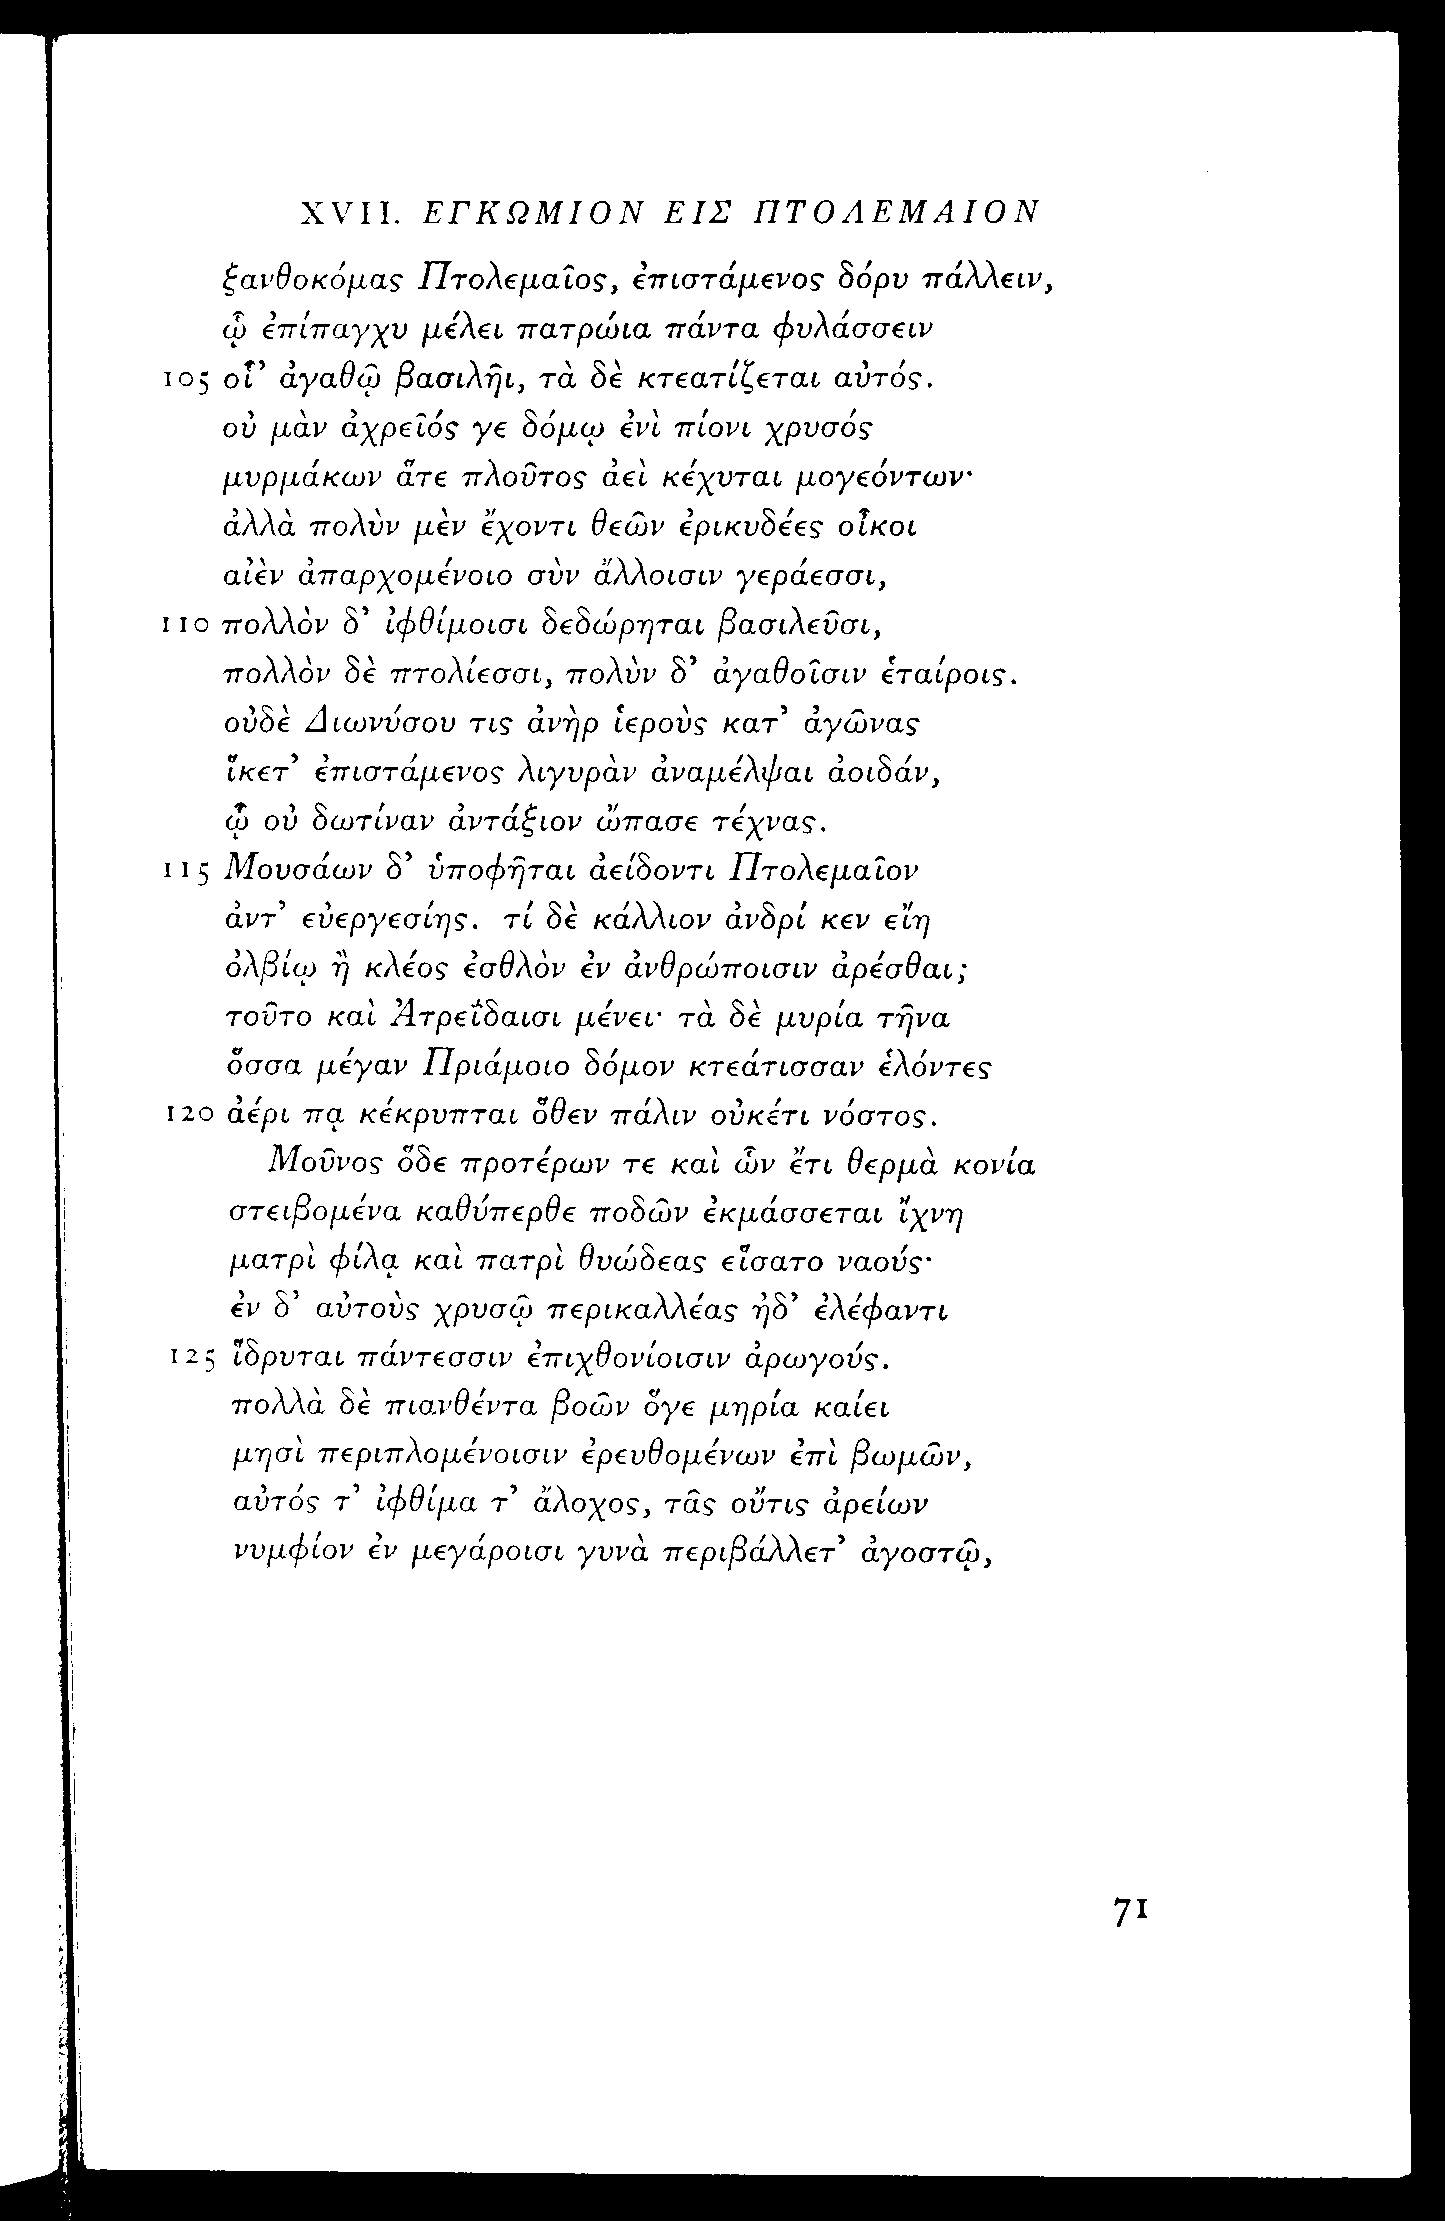 XVII. ΕΓΚΩΜΙΟΝ ΕΙΣ ΠΤΟΛΕΜΑΙΟΝ
ξανθοκόμας Πτολεμαῖος, ἐπιστάμενος δόρυ πάλλειν,
ᾧ ἐπίπαγχυ μέλει πατρώια πάντα φυλάσσειν
105 οἷ’ ἀγαθῷ βασιλῆι, τὰ δὲ κτεατίζεται αὐτός.
οὐ μὰν ἀχρεῖός γε δόμῳ ἐνὶ πίονι χρυσός
μυρμάκων ἅτε πλοῦτος ἀεὶ κέχυται μογεόντων·
ἀλλὰ πολὺν μὲν ἔχοντι θεῶν ἐρικυδέες οἶκοι
αἰὲν ἀπαρχομένοιο σὺν ἄλλοισιν γεράεσσι,
110 πολλὸν δ’ ἰφθίμοισι δεδώρηται βασιλεῦσι,
πολλὸν δὲ πτολίεσσι, πολὺν δ’ ἀγαθοῖσιν ἑταίροις.
οὐδὲ Διωνύσου τις ἀνὴρ ἱεροὺς κατ’ ἀγῶνας
ἵκετ’ ἐπιστάμενος λιγυρὰν ἀναμέλψαι ἀοιδάν,
ᾧ οὐ δωτίναν ἀντάξιον ὤπασε τέχνας.
115 Μουσάων δ’ ὑποφῆται ἀείδοντι Πτολεμαῖον
ἀντ’ εὐεργεσίης. τί δὲ κάλλιον ἀνδρί κεν εἴη
ὀλβίῳ ἢ κλέος ἐσθλὸν ἐν ἀνθρώποισιν ἀρέσθαι;
τοῦτο καὶ Ἀτρεΐδαισι μένει· τὰ δὲ μυρία τῆνα
ὅσσα μέγαν Πριάμοιο δόμον κτεάτισσαν ἑλόντες
120 ἀέρι πᾳ κέκρυπται ὅθεν πάλιν οὐκέτι νόστος.
Μοῦνος ὅδε προτέρων τε καὶ ὧν ἔτι θερμὰ κονία
στειβομένα καθύπερθε ποδῶν ἐκμάσσεται ἴχνη
ματρὶ φίλᾳ καὶ πατρὶ θυώδεας εἵσατο ναούς·
ἐν δ’ αὐτοὺς χρυσῷ περικαλλέας ἠδ’ ἐλέφαντι
125 ἵδρυται πάντεσσιν ἐπιχθονίοισιν ἀρωγούς.
πολλὰ δὲ πιανθέντα βοῶν ὅγε μηρία καίει
μησὶ περιπλομένοισιν ἐρευθομένων ἐπὶ βωμῶν,
αὐτός τ’ ἰφθίμα τ’ ἄλοχος, τᾶς οὔτις ἀρείων
νυμφίον ἐν μεγάροισι γυνὰ περιβάλλετ’ ἀγοστῷ,
71